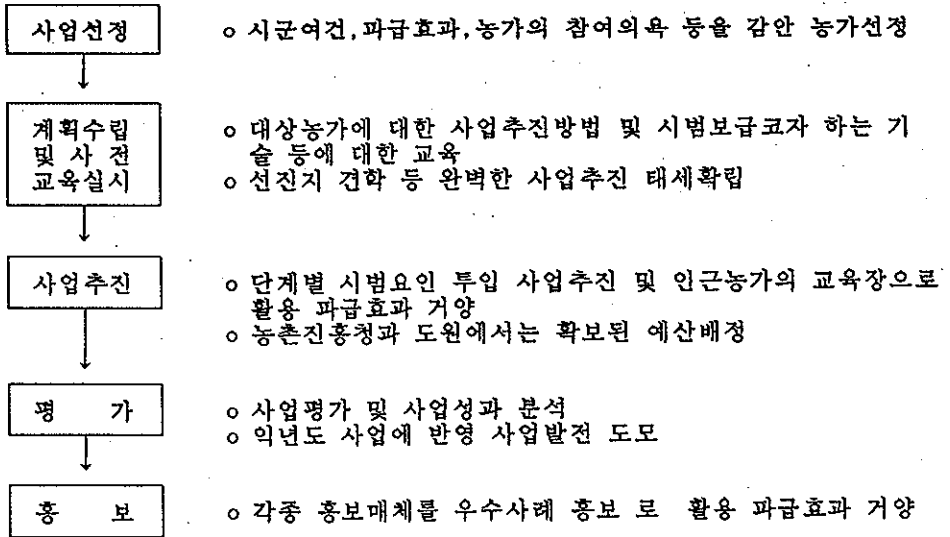 사업선정
o 시군여건,파급효과,농가의 참여의욕 등을 감안 농가선정
계획수립
및 사 전
교육실시
o 대상농가에 대한 사업추진방법 및 시범보급코자 하는 기
술 등에 대한 교육
o 선진지 견학 등 완벽한 사업추진 태세확립
사업추진
o 단계별 시범요인 투입 사업추진 및 인근농가의 교육장으로
활용 파급효과 거양
o 농촌진흥청과 도원에서는 확보된 예산배정
평 가
o 사업평가 및 사업성과 분석
o 익년도 사업에 반영 사업발전 도모
홍 보
o 각종 홍보매체를 우수사례 홍보 로 활용 파급효과 거양